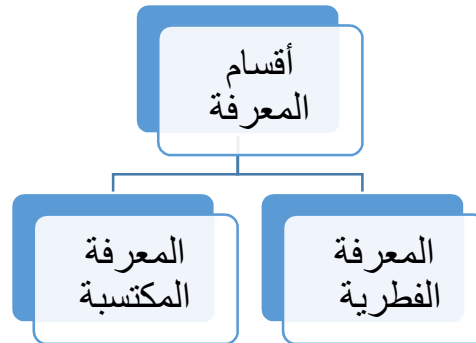 أقسام
المعرفة
المعرفة
الفطرية
المعرفة
المكتسبة